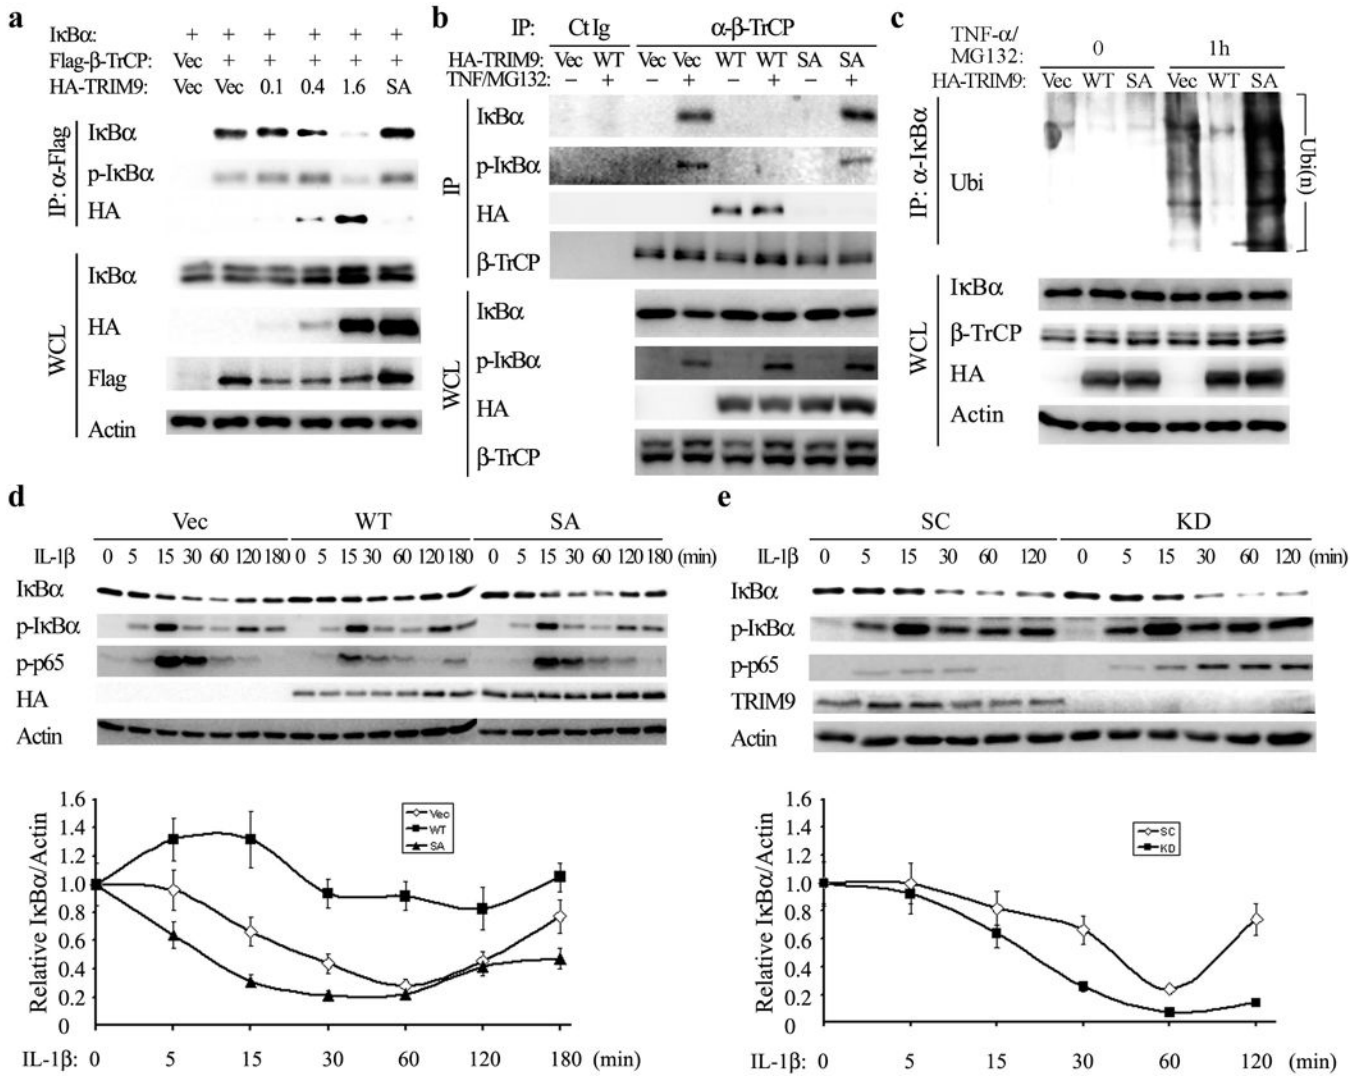 a
IκBα: + + + + + +
Flag-β-TrCP: Vec + + + + +
HA-TRIM9: Vec Vec 0.1 0.4 1.6 SA
IP: α-Flag
IκBα
p-IκBα
HA
WCL
IκBα
HA
Flag
Actin
b
IP: Ct Ig α-β-TrCP
HA-TRIM9: Vec WT Vec Vec WT WT SA SA
TNF/MG132: – + – + – + – +
IP
IκBα
p-IκBα
HA
β-TrCP
WCL
IκBα
p-IκBα
HA
β-TrCP
c
TNF-α/
MG132: 0 1h
HA-TRIM9: Vec WT SA Vec WT SA
IP: α-IκBα
Ubi
Ubi(n)
WCL
IκBα
β-TrCP
HA
Actin
d
Vec WT SA
IL-1β 0 5 15 30 60 120 180 0 5 15 30 60 120 180 0 5 15 30 60 120 180 (min)
IκBα
p-IκBα
p-p65
HA
Actin
Relative IκBα/Actin
1.6
1.4
1.2
1.0
0.8
0.6
0.4
0.2
0
Vec
WT
SA
IL-1β: 0 5 15 30 60 120 180 (min)
e
SC KD
IL-1β 0 5 15 30 60 120 0 5 15 30 60 120 (min)
IκBα
p-IκBα
p-p65
TRIM9
Actin
Relative IκBα/Actin
1.6
1.4
1.2
1.0
0.8
0.6
0.4
0.2
0
SC
KD
IL-1β: 0 5 15 30 60 120 (min)